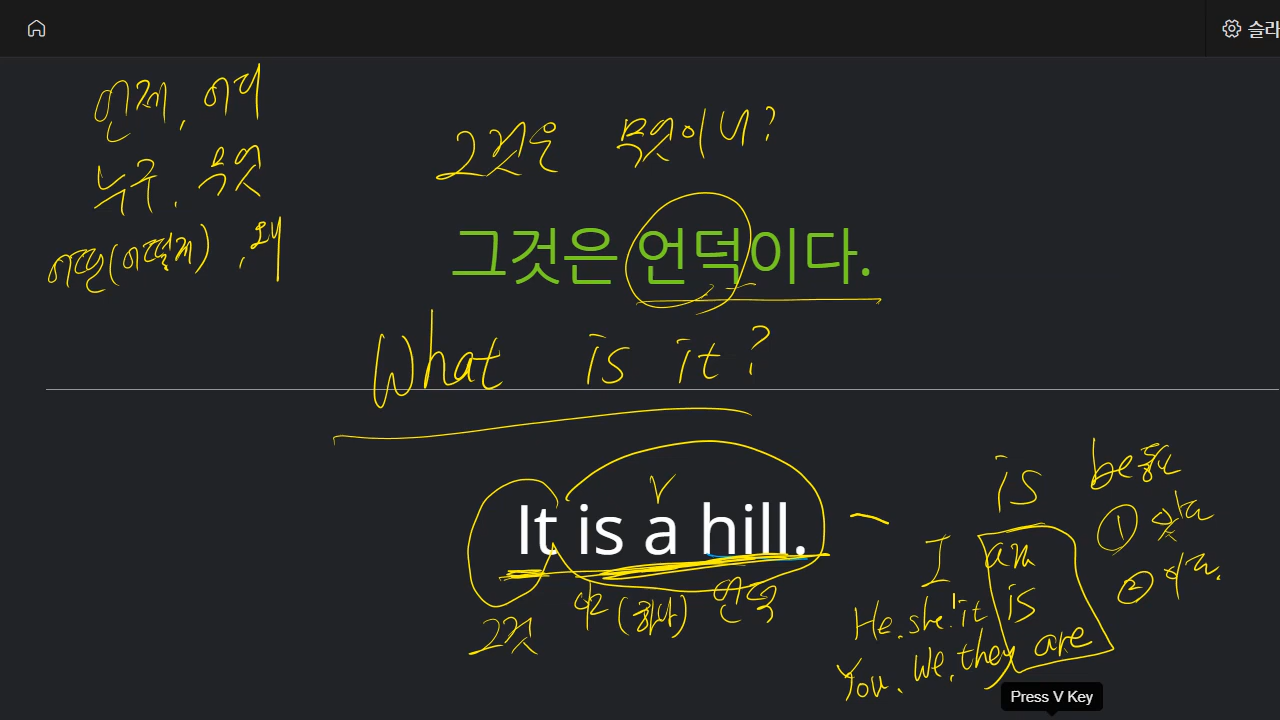 슬라
언제, 어디
누구, 무엇
어떤(어떻게), 왜
그것은 무엇이니?
그것은 언덕이다.
What is it?
It is a hill.
그것 (하나) 언덕
is be동사
I am
He. she. it is
You. We. they are
①
② 이다.
Press V Key